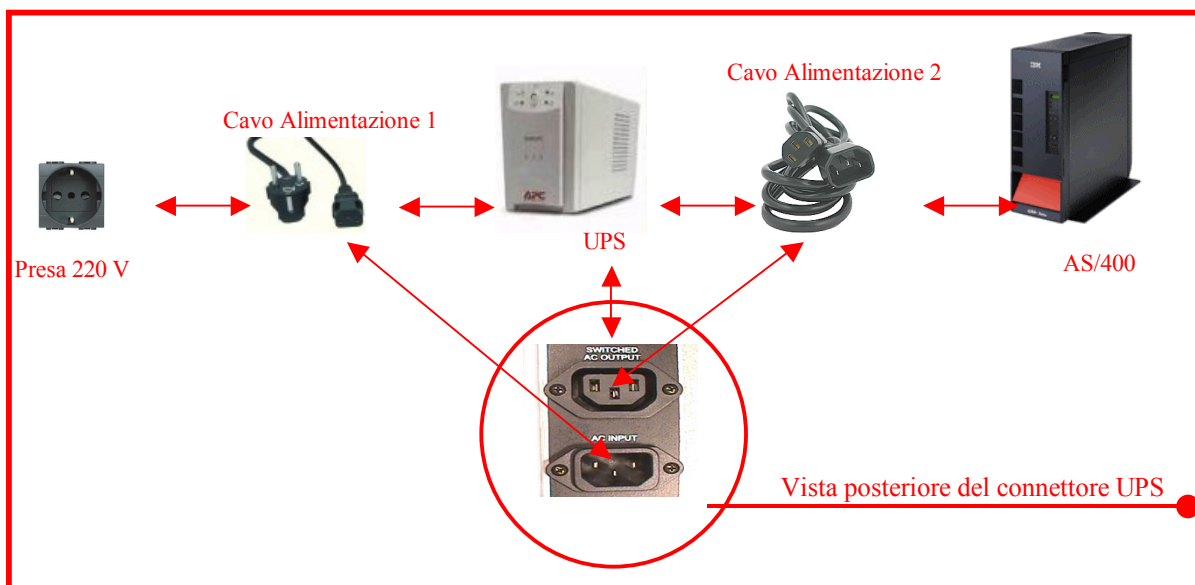 Cavo Alimentazione 2
Cavo Alimentazione 1
IBM
APC
UPS
Presa 220 V
AS/400
SWITCHED
AC OUTPUT
AC INPUT
Vista posteriore del connettore UPS